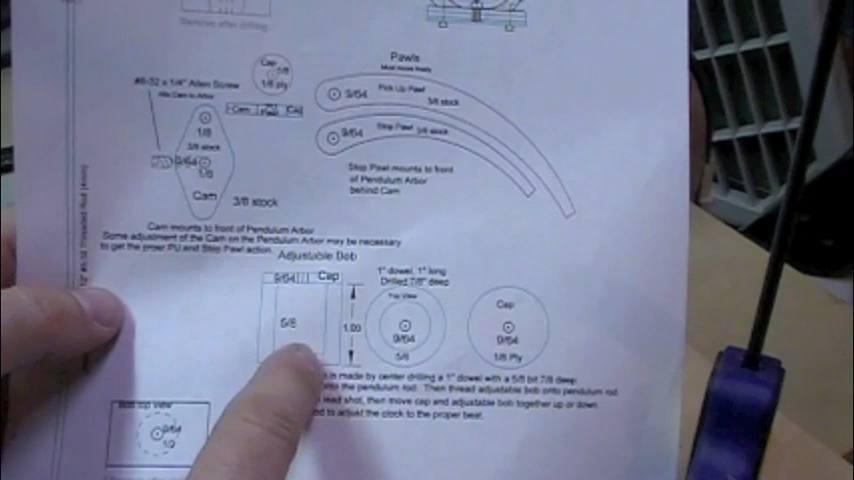 Remove after drilling
Cap
1/8
1/8 ply
Pawls
Must move freely
#6-32 x 1/4" Allen Screw
Cam to Arbor
Cam
Cap
9/64
Pick Up Pawl
3/8 stock
1/8
3/8 stock
9/64
1/8
Cam
3/8 stock
9/64
Stop Pawl 3/8 stock
Stop Pawl mounts to front
of Pendulum Arbor
behind Cam
Cam mounts to front of Pendulum Arbor
Some adjustment of the Cam on the Pendulum Arbor may be necessary
to get the proer PU and Stop Pawl action.
#6-32 Threaded Rod
Adjustable Bob
9/64
Cap
5/8
1.00
1" dowel, 1" long
Drilled 7/8" deep
Top View
9/64
5/8
Cap
9/64
1/8 Ply
is made by center drilling a 1" dowel with a 5/8 bit 7/8 deep
onto the pendulum rod. Then thread adjustable bob onto pendulum rod.
lead shot, then move cap and adjustable bob together up or down
to adjust the clock to the proper beat.
Bob top view
9/64
1/2